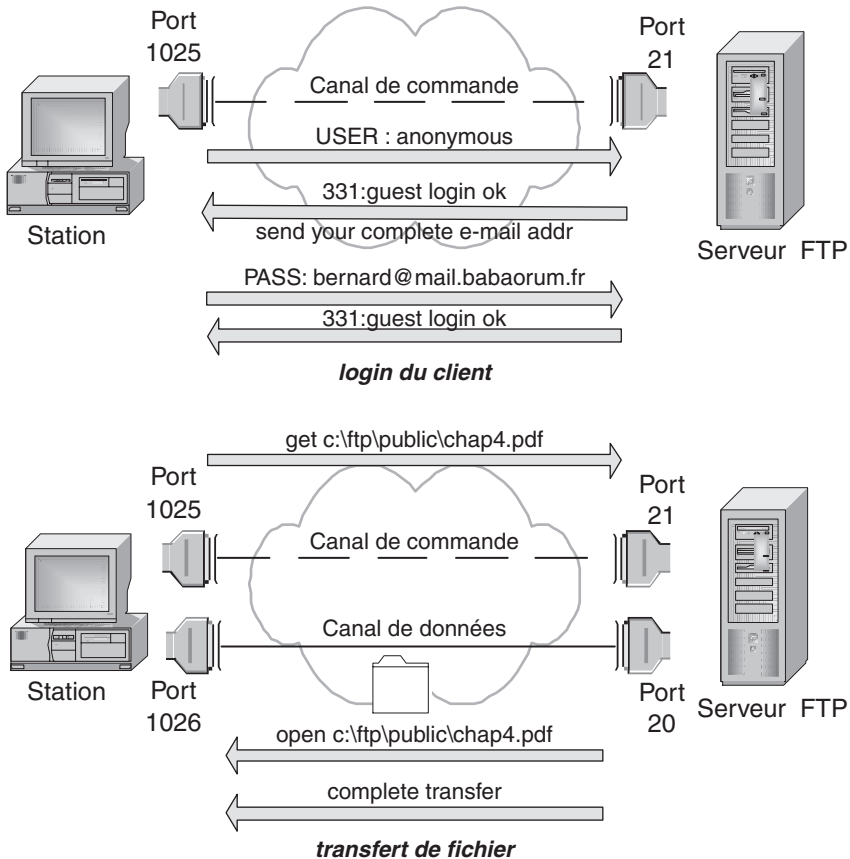 Port
1025
Port
21
Canal de commande
USER : anonymous
331:guest login ok
send your complete e-mail addr
Station
Serveur FTP
PASS: bernard@mail.babaorum.fr
331:guest login ok
login du client
get c:\ftp\public\chap4.pdf
Port
1025
Port
21
Canal de commande
Canal de données
Station
Port
1026
Port
20
Serveur FTP
open c:\ftp\public\chap4.pdf
complete transfer
transfert de fichier